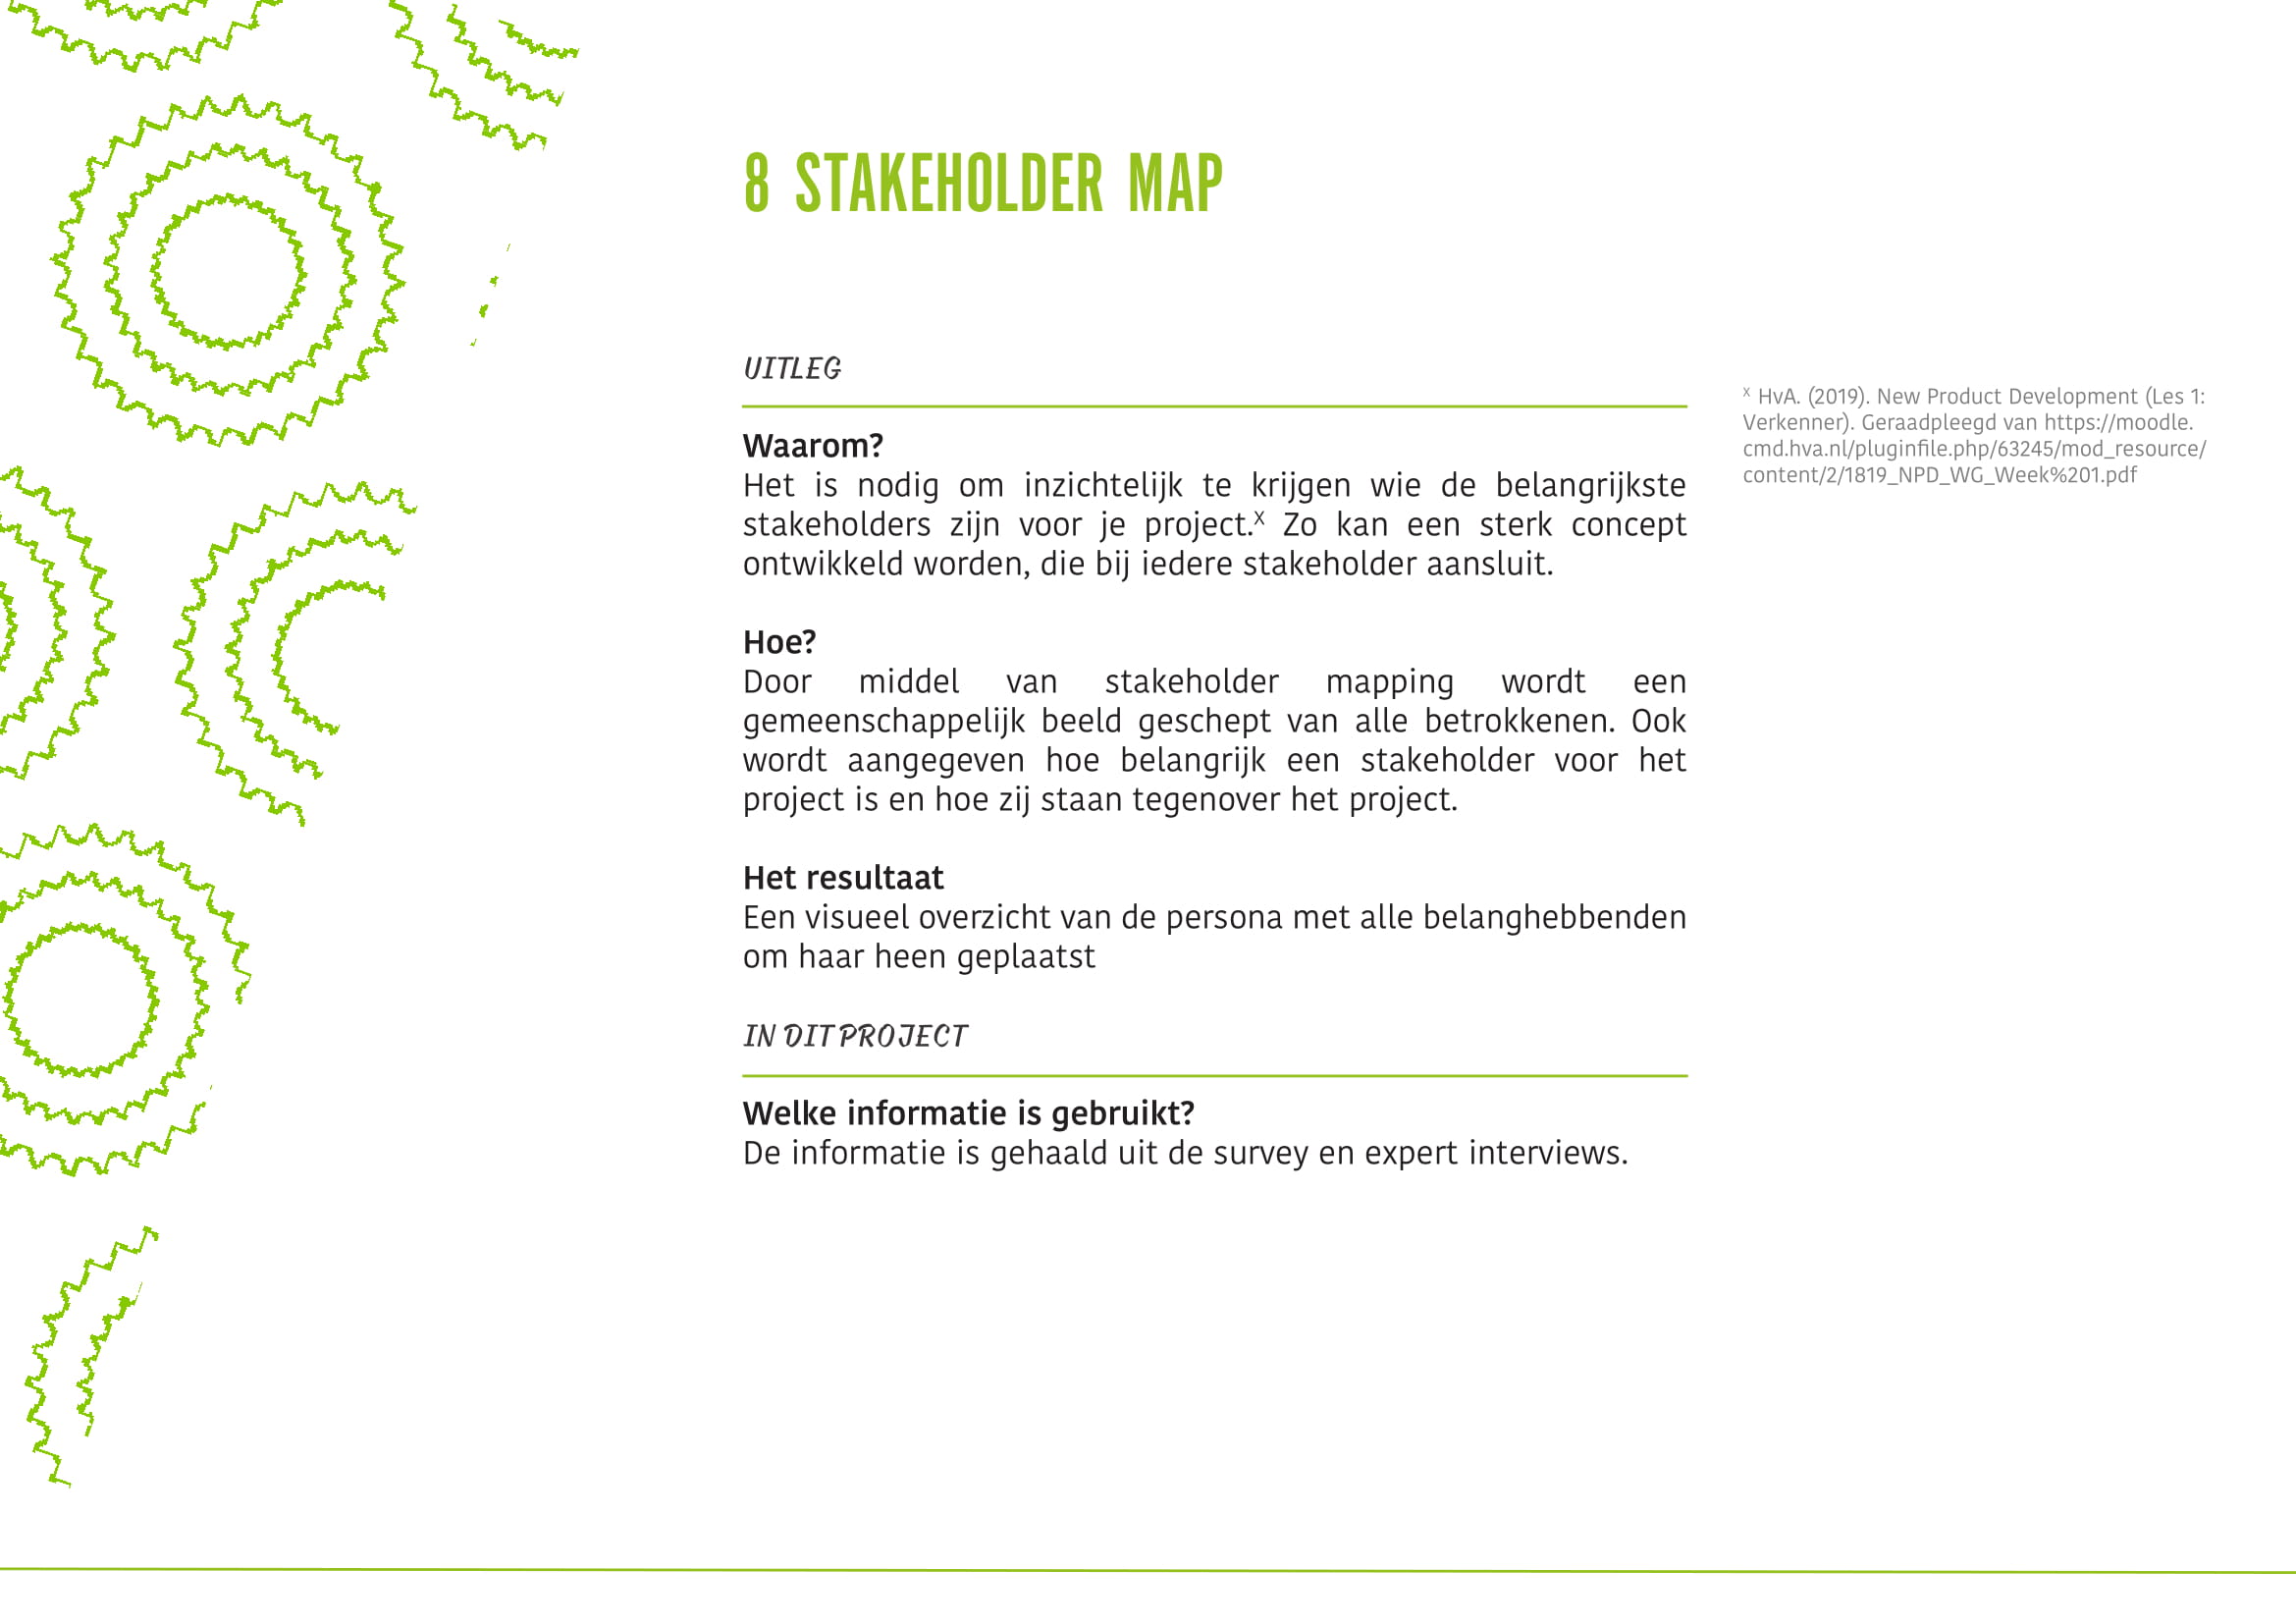 8 STAKEHOLDER MAP
UITLEG
Waarom?
Het is nodig om inzichtelijk te krijgen wie de belangrijkste
stakeholders zijn voor je project.ˣ Zo kan een sterk concept
ontwikkeld worden, die bij iedere stakeholder aansluit.
Hoe?
Door middel van stakeholder mapping wordt een
gemeenschappelijk beeld geschept van alle betrokkenen. Ook
wordt aangegeven hoe belangrijk een stakeholder voor het
project is en hoe zij staan tegenover het project.
Het resultaat
Een visueel overzicht van de persona met alle belanghebbenden
om haar heen geplaatst
IN DIT PROJECT
Welke informatie is gebruikt?
De informatie is gehaald uit de survey en expert interviews.
ˣ HvA. (2019). New Product Development (Les 1:
Verkenner). Geraadpleegd van https://moodle.
cmd.hva.nl/pluginfile.php/63245/mod_resource/
content/2/1819_NPD_WG_Week%201.pdf